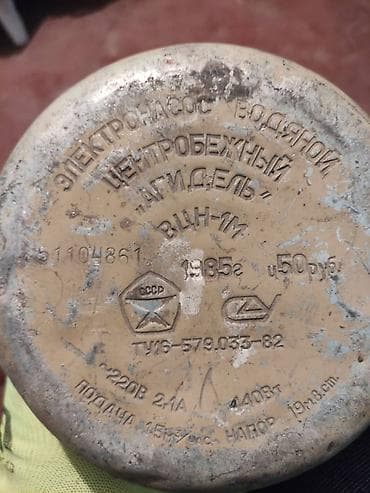 ЭЛЕКТРОНАСОС ВОДЯНОЙ
ЦЕНТРОБЕЖНЫЙ
"АГИДЕЛЬ"
ВЦН-1М
51104861 1985г ц50руб.
СССР
ТУ16-579.033-82
~220В 2·1А 440Вт
ПОДАЧА НАПОР